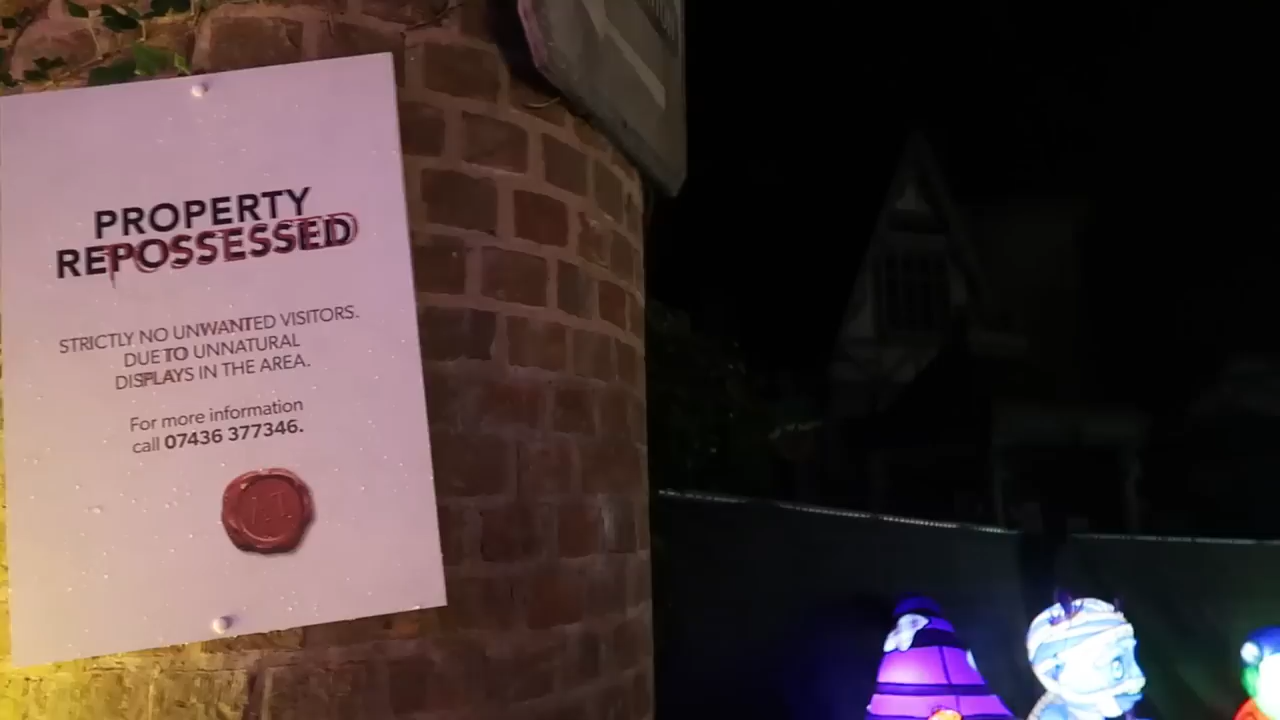 PROPERTY
REPOSSESSED
STRICTLY NO UNWANTED VISITORS.
DUE TO UNNATURAL
DISPLAYS IN THE AREA.
For more information
call 07436 377346.